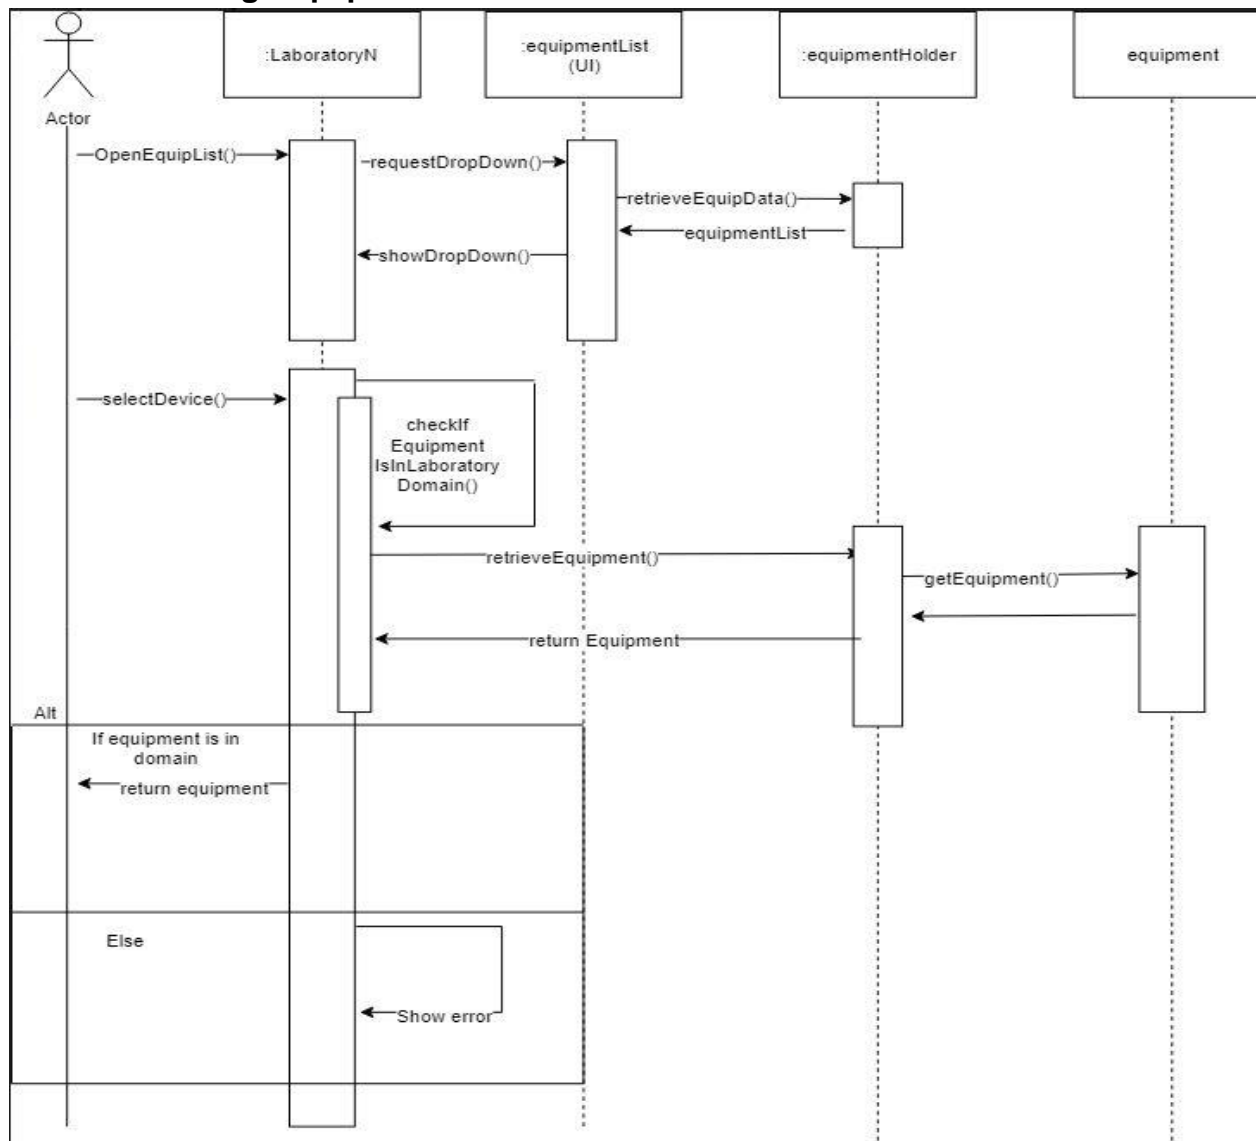 :LaboratoryN
:equipmentList
(UI)
:equipmentHolder
equipment
Actor
OpenEquipList()
requestDropDown()
retrieveEquipData()
equipmentList
showDropDown()
selectDevice()
checkIf
Equipment
IsInLaboratory
Domain()
retrieveEquipment()
getEquipment()
return Equipment
Alt
If equipment is in
domain
return equipment
Else
Show error